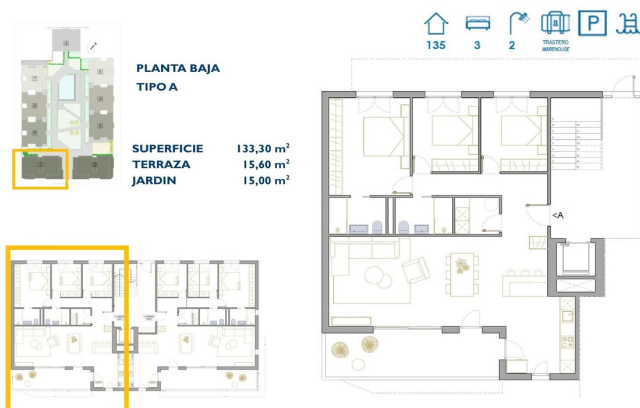 135
3
2
TRASTERO
WAREHOUSE
P
PLANTA BAJA
TIPO A
SUPERFICIE 133,30 m²
TERRAZA 15,60 m²
JARDIN 15,00 m²
<A